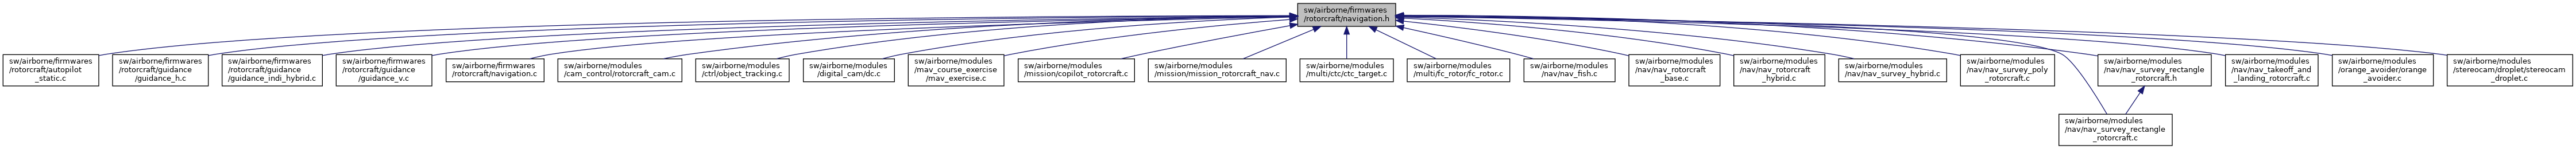 sw/airborne/firmwares
/rotorcraft/navigation.h
sw/airborne/firmwares
/rotorcraft/autopilot
_static.c
sw/airborne/firmwares
/rotorcraft/guidance
/guidance_h.c
sw/airborne/firmwares
/rotorcraft/guidance
/guidance_indi_hybrid.c
sw/airborne/firmwares
/rotorcraft/guidance
/guidance_v.c
sw/airborne/firmwares
/rotorcraft/navigation.c
sw/airborne/modules
/cam_control/rotorcraft_cam.c
sw/airborne/modules
/ctrl/object_tracking.c
sw/airborne/modules
/digital_cam/dc.c
sw/airborne/modules
/mav_course_exercise
/mav_exercise.c
sw/airborne/modules
/mission/copilot_rotorcraft.c
sw/airborne/modules
/mission/mission_rotorcraft_nav.c
sw/airborne/modules
/multi/ctc/ctc_target.c
sw/airborne/modules
/multi/fc_rotor/fc_rotor.c
sw/airborne/modules
/nav/nav_fish.c
sw/airborne/modules
/nav/nav_rotorcraft
_base.c
sw/airborne/modules
/nav/nav_rotorcraft
_hybrid.c
sw/airborne/modules
/nav/nav_survey_hybrid.c
sw/airborne/modules
/nav/nav_survey_poly
_rotorcraft.c
sw/airborne/modules
/nav/nav_survey_rectangle
_rotorcraft.h
sw/airborne/modules
/nav/nav_takeoff_and
_landing_rotorcraft.c
sw/airborne/modules
/orange_avoider/orange
_avoider.c
sw/airborne/modules
/stereocam/droplet/stereocam
_droplet.c
sw/airborne/modules
/nav/nav_survey_rectangle
_rotorcraft.c